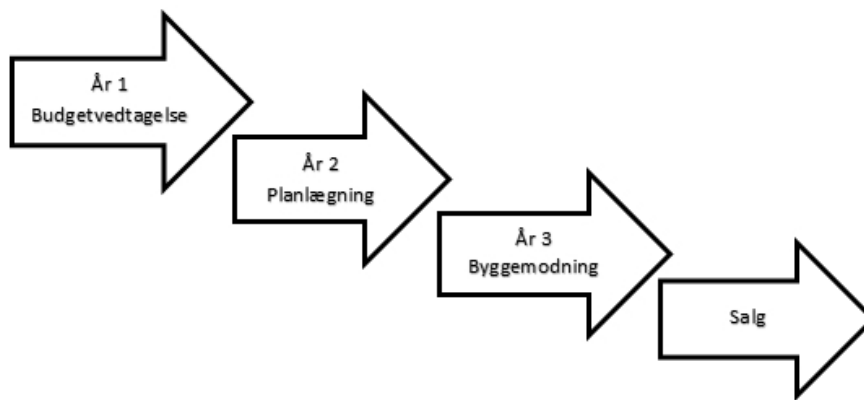 År 1
Budgetvedtagelse
År 2
Planlægning
År 3
Byggemodning
Salg